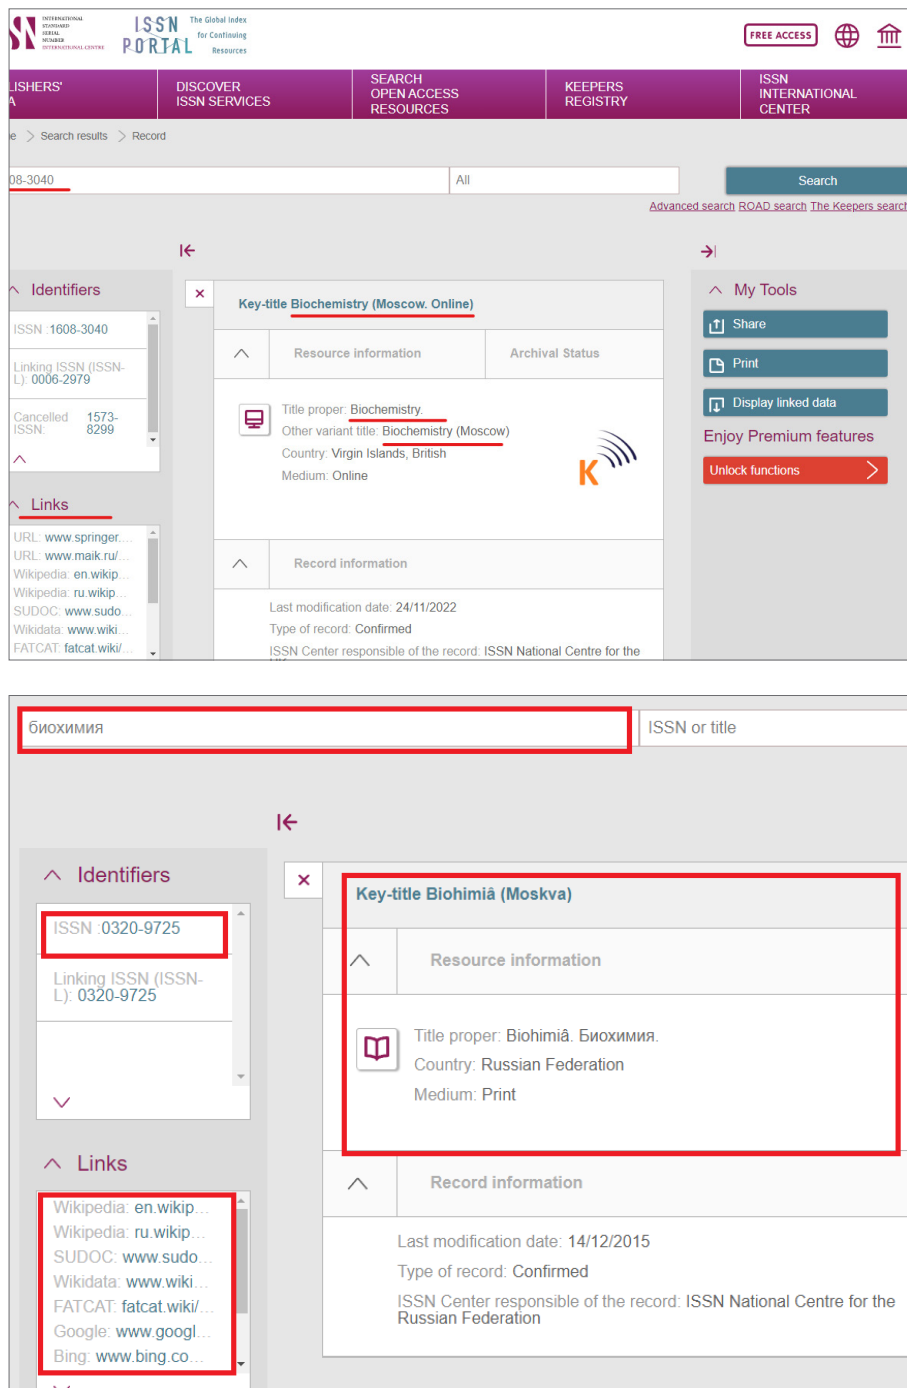 INTERNATIONAL
STANDARD
SERIAL
NUMBER
INTERNATIONAL CENTRE
ISSN
PORTAL
The Global Index
for Continuing
Resources
FREE ACCESS
LISHERS'
A
DISCOVER
ISSN SERVICES
SEARCH
OPEN ACCESS
RESOURCES
KEEPERS
REGISTRY
ISSN
INTERNATIONAL
CENTER
e > Search results > Record
08-3040
All
Search
Advanced search ROAD search The Keepers search
Identifiers
ISSN :1608-3040
Linking ISSN (ISSN-
L): 0006-2979
Cancelled 1573-
ISSN: 8299
Links
URL: www.springer....
URL: www.maik.ru/...
Wikipedia: en.wikip...
Wikipedia: ru.wikip...
SUDOC: www.sudo...
Wikidata: www.wiki...
FATCAT: fatcat.wiki/...
Key-title Biochemistry (Moscow. Online)
Resource information
Archival Status
Title proper: Biochemistry.
Other variant title: Biochemistry (Moscow)
Country: Virgin Islands, British
Medium: Online
K
Record information
Last modification date: 24/11/2022
Type of record: Confirmed
ISSN Center responsible of the record: ISSN National Centre for the
My Tools
Share
Print
Display linked data
Enjoy Premium features
Unlock functions
биохимия
ISSN or title
Identifiers
ISSN :0320-9725
Linking ISSN (ISSN-
L): 0320-9725
Links
Wikipedia: en.wikip...
Wikipedia: ru.wikip...
SUDOC: www.sudo...
Wikidata: www.wiki...
FATCAT: fatcat.wiki/...
Google: www.googl...
Bing: www.bing.co...
Key-title Biohimiâ (Moskva)
Resource information
Title proper: Biohimiâ. Биохимия.
Country: Russian Federation
Medium: Print
Record information
Last modification date: 14/12/2015
Type of record: Confirmed
ISSN Center responsible of the record: ISSN National Centre for the
Russian Federation